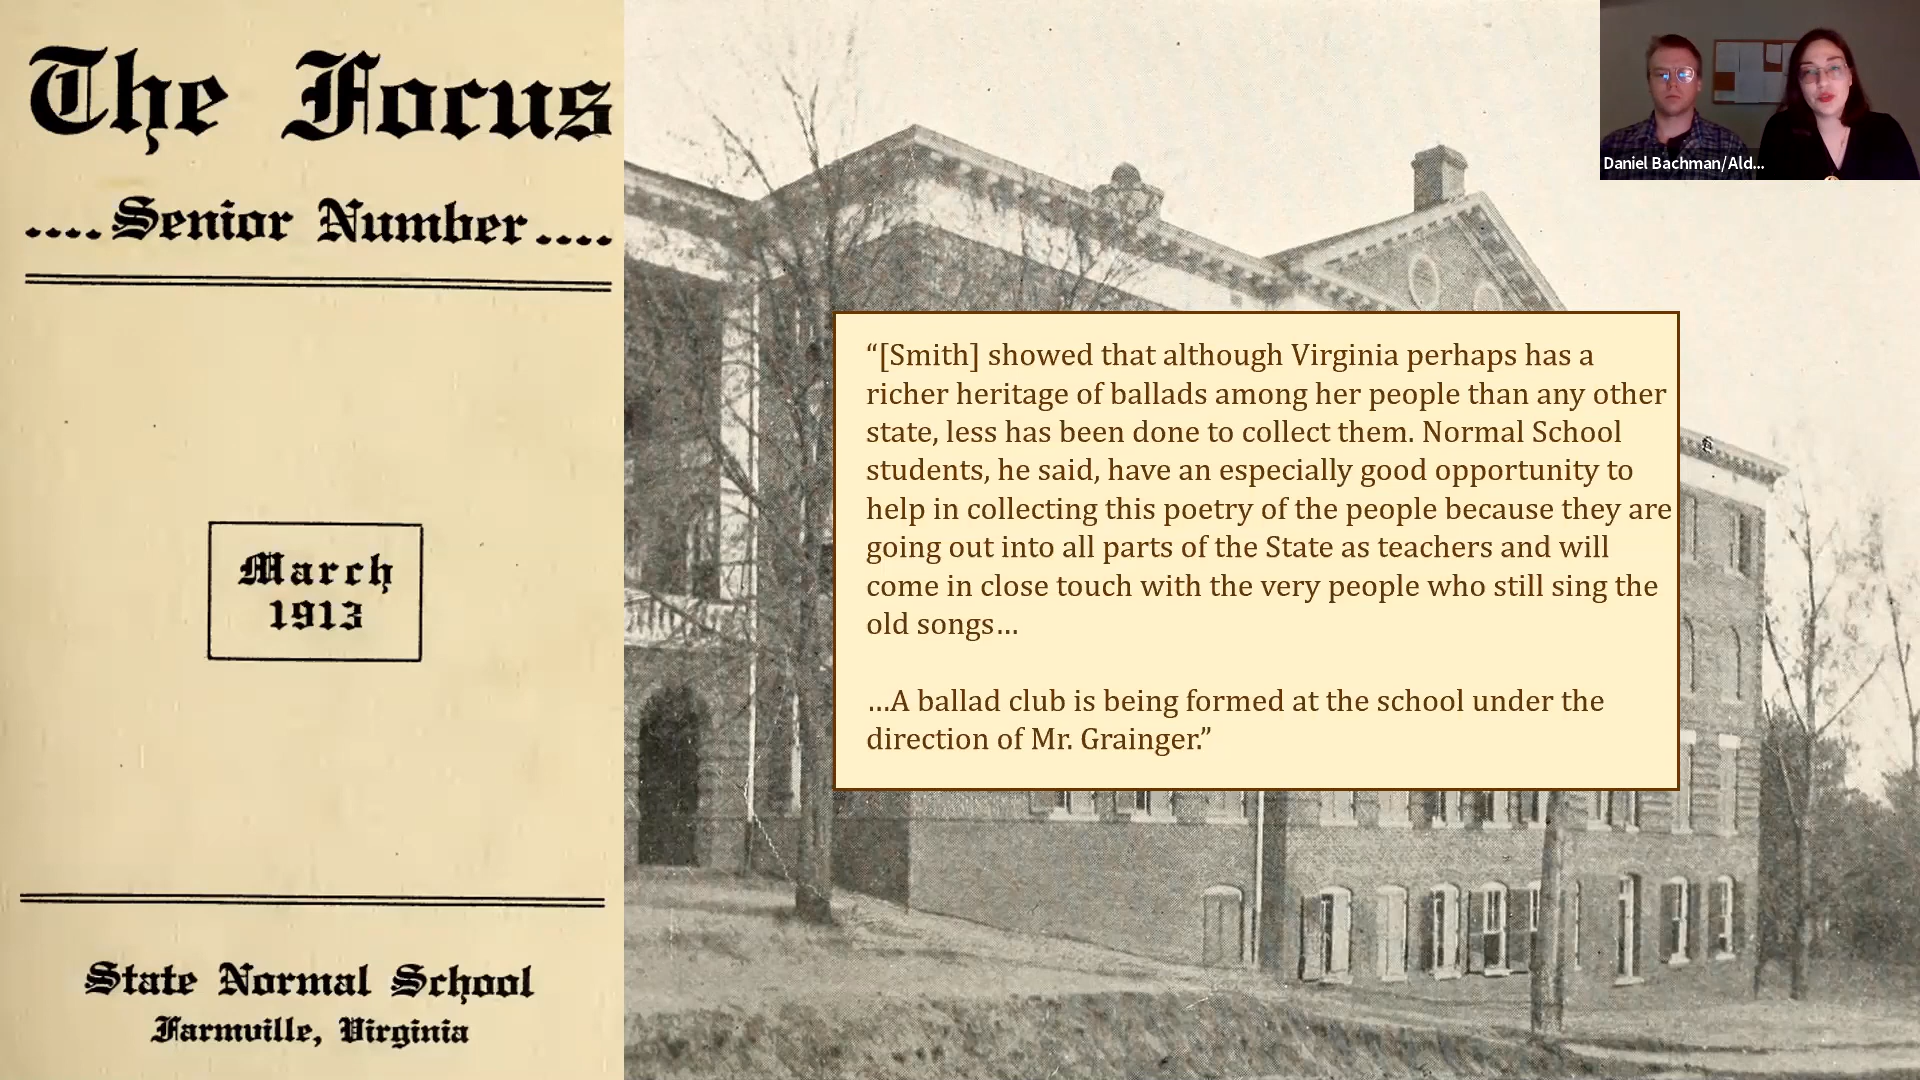 The Focus
....Senior Number....
March
1913
State Normal School
Farmville, Virginia
“[Smith] showed that although Virginia perhaps has a
richer heritage of ballads among her people than any other
state, less has been done to collect them. Normal School
students, he said, have an especially good opportunity to
help in collecting this poetry of the people because they are
going out into all parts of the State as teachers and will
come in close touch with the very people who still sing the
old songs...
...A ballad club is being formed at the school under the
direction of Mr. Grainger.”
Daniel Bachman/Ald...